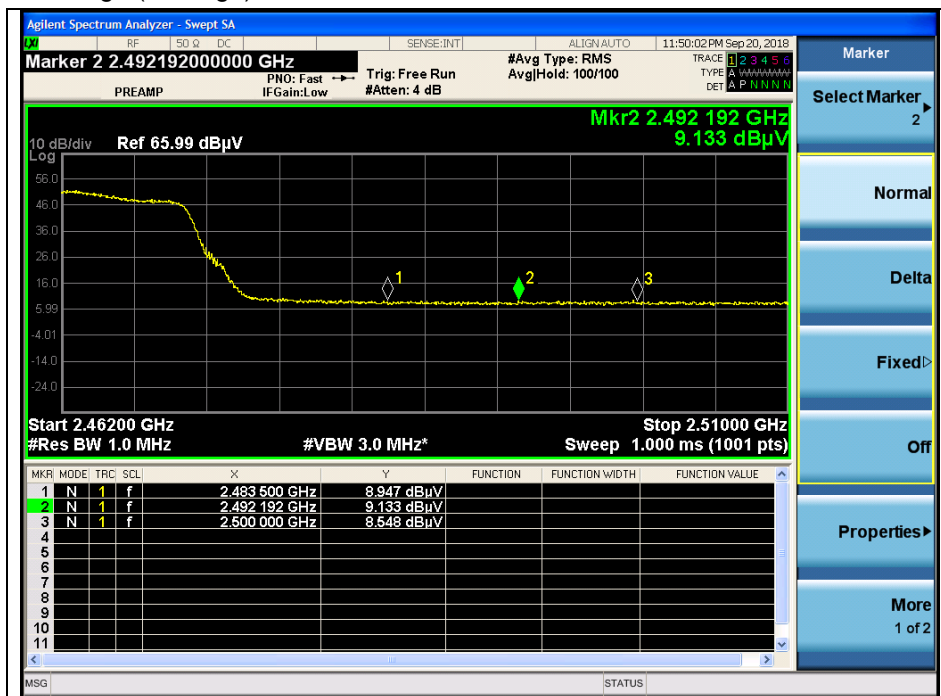 Agilent Spectrum Analyzer - Swept SA
LXI RF 50 Ω DC SENSE:INT ALIGN AUTO 11:50:02 PM Sep 20, 2018
Marker 2 2.492192000000 GHz
PREAMP
PNO: Fast
IFGain:Low
Trig: Free Run
#Atten: 4 dB
#Avg Type: RMS
Avg|Hold: 100/100
TRACE 1 2 3 4 5 6
TYPE A WWWWW
DET A P N N N N
Mkr2 2.492 192 GHz
9.133 dBµV
10 dB/div Ref 65.99 dBµV
Log
56.0
46.0
36.0
26.0
16.0
5.99
-4.01
-14.0
-24.0
1
2
3
Start 2.46200 GHz Stop 2.51000 GHz
#Res BW 1.0 MHz #VBW 3.0 MHz* Sweep 1.000 ms (1001 pts)
MKR MODE TRC SCL X Y FUNCTION FUNCTION WIDTH FUNCTION VALUE
1 N 1 f 2.483 500 GHz 8.947 dBµV
2 N 1 f 2.492 192 GHz 9.133 dBµV
3 N 1 f 2.500 000 GHz 8.548 dBµV
4
5
6
7
8
9
10
11
MSG STATUS
Marker
Select Marker
2
Normal
Delta
Fixed
Off
Properties
More
1 of 2